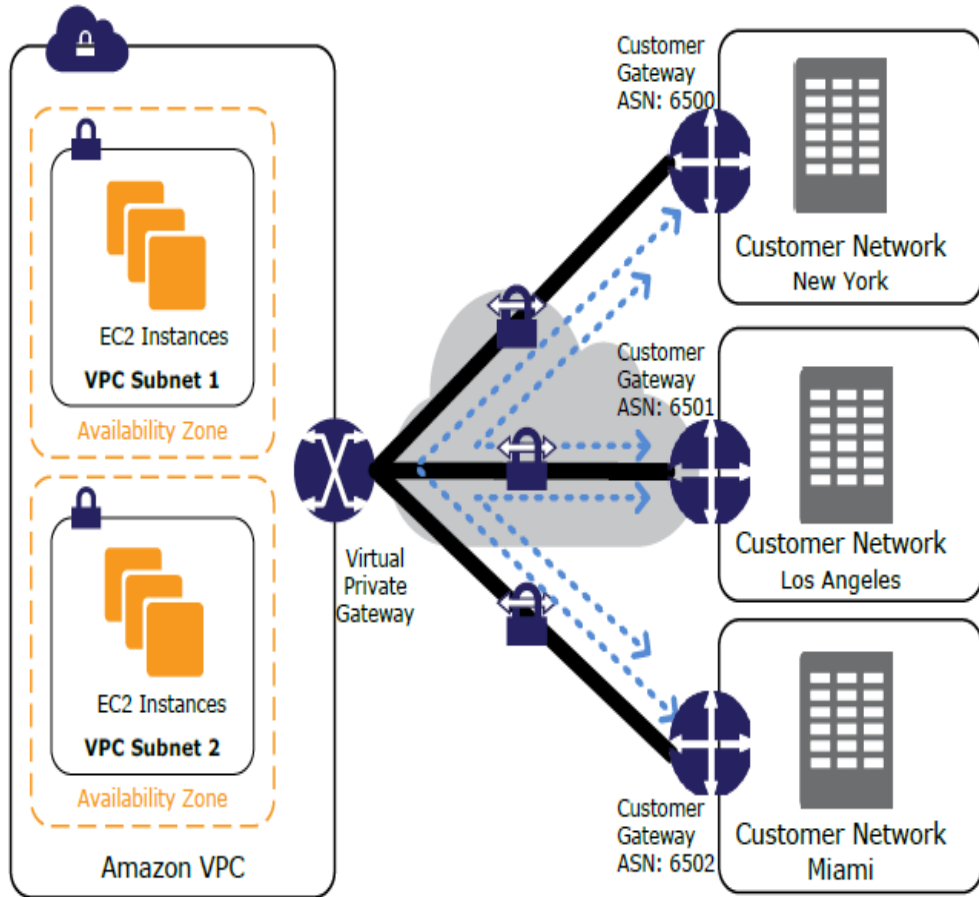 EC2 Instances
VPC Subnet 1
Availability Zone
EC2 Instances
VPC Subnet 2
Availability Zone
Amazon VPC
Virtual
Private
Gateway
Customer
Gateway
ASN: 6500
Customer Network
New York
Customer
Gateway
ASN: 6501
Customer Network
Los Angeles
Customer
Gateway
ASN: 6502
Customer Network
Miami